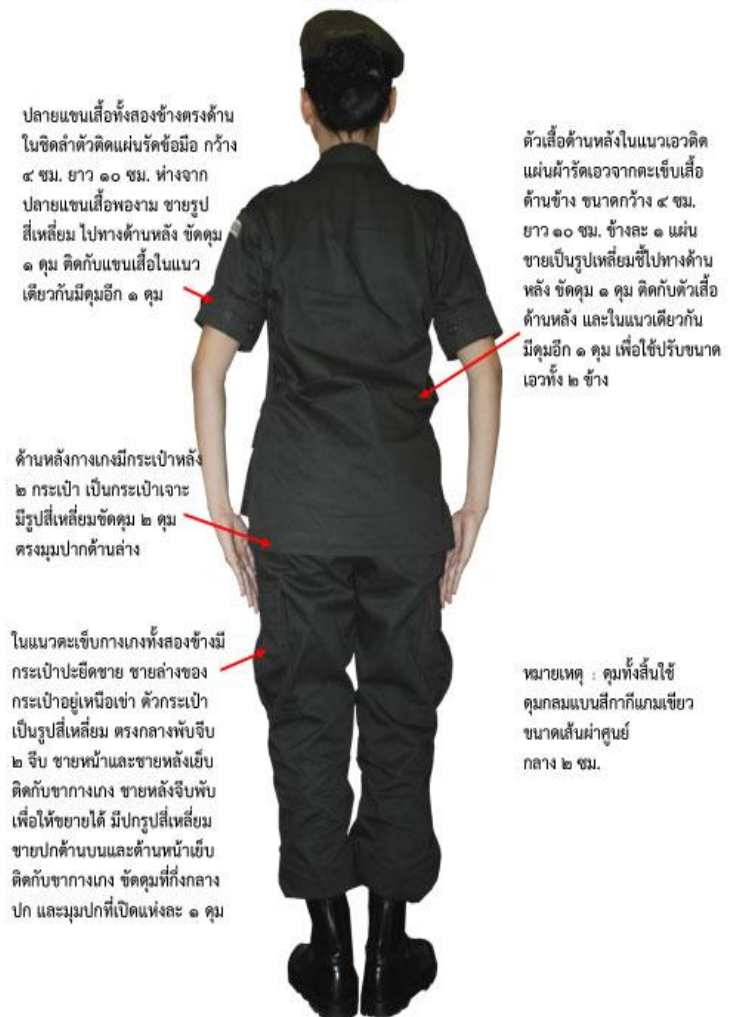 ปลายแขนเสื้อทั้งสองข้างตรงด้าน
ในชิดลำตัวติดแผ่นรัดข้อมือ กว้าง
๔ ซม. ยาว ๑๐ ซม. ห่างจาก
ปลายแขนเสื้อพองาม ชายรูป
สี่เหลี่ยม ไปทางด้านหลัง ขัดดุม
๑ ดุม ติดกับแขนเสื้อในแนว
เดียวกันมีดุมอีก ๑ ดุม
ตัวเสื้อด้านหลังในแนวเอวติด
แผ่นผ้ารัดเอวจากตะเข็บเสื้อ
ด้านข้าง ขนาดกว้าง ๔ ซม.
ยาว ๑๐ ซม. ข้างละ ๑ แผ่น
ชายเป็นรูปเหลี่ยมชี้ไปทางด้าน
หลัง ขัดดุม ๑ ดุม ติดกับตัวเสื้อ
ด้านหลัง และในแนวเดียวกัน
มีดุมอีก ๑ ดุม เพื่อใช้ปรับขนาด
เอวทั้ง ๒ ข้าง
ด้านหลังกางเกงมีกระเป๋าหลัง
๒ กระเป๋า เป็นกระเป๋าเจาะ
มีรูปสี่เหลี่ยมขัดดุม ๒ ดุม
ตรงมุมปากด้านล่าง
ในแนวตะเข็บกางเกงทั้งสองข้างมี
กระเป๋าปะยืดชาย ชายล่างของ
กระเป๋าอยู่เหนือเข่า ตัวกระเป๋า
เป็นรูปสี่เหลี่ยม ตรงกลางพับจีบ
๒ จีบ ชายหน้าและชายหลังเย็บ
ติดกับขากางเกง ชายหลังจีบพับ
เพื่อให้ขยายได้ มีปกรูปสี่เหลี่ยม
ชายปกด้านบนและด้านหน้าเย็บ
ติดกับขากางเกง ขัดดุมที่กึ่งกลาง
ปก และมุมปกที่เปิดแห่งละ ๑ ดุม
หมายเหตุ : ดุมทั้งสิ้นใช้
ดุมกลมแบนสีกากีแกมเขียว
ขนาดเส้นผ่าศูนย์
กลาง ๒ ซม.